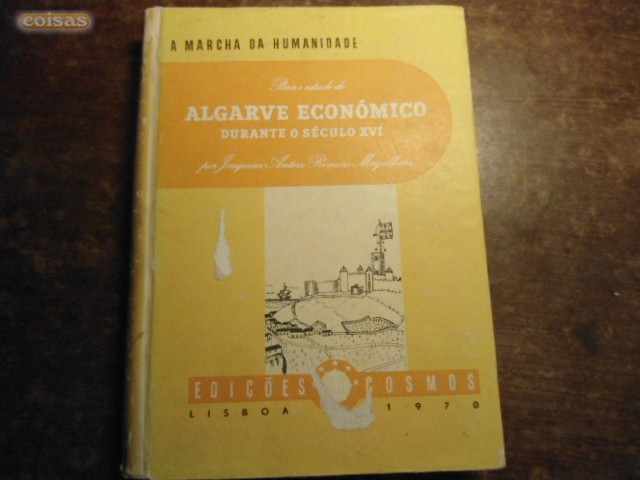 coisas
A MARCHA DA HUMANIDADE
Para o estudo do
ALGARVE ECONÓMICO
DURANTE O SÉCULO XVI
por Joaquim Antero Romero Magalhães
EDIÇÕES COSMOS
LISBOA 1970